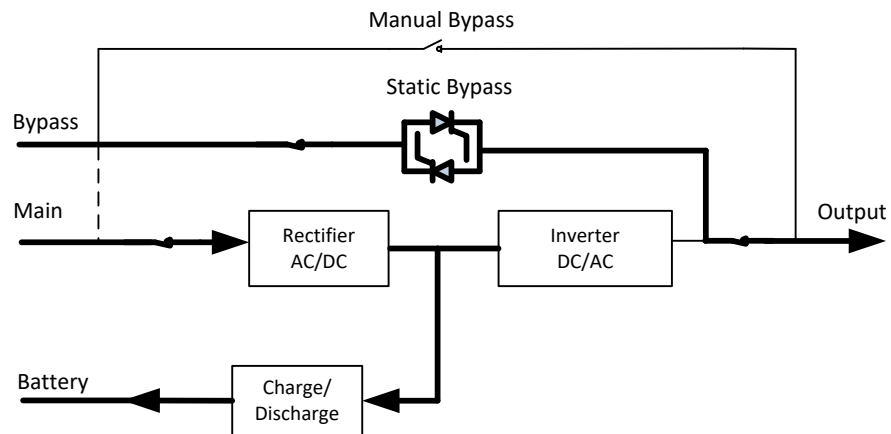 Manual Bypass
Static Bypass
Bypass
Main
Rectifier
AC/DC
Inverter
DC/AC
Output
Battery
Charge/
Discharge